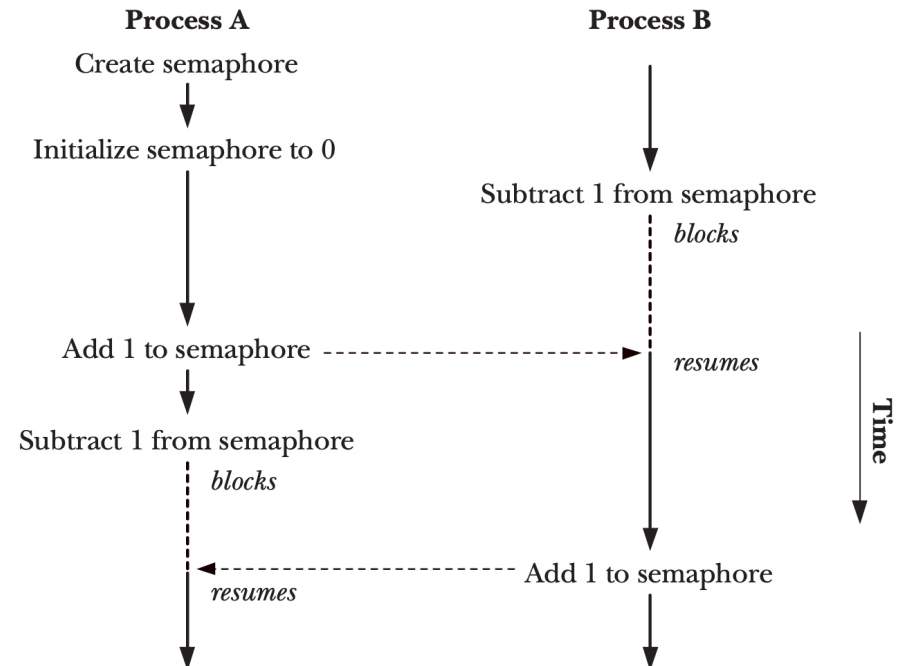 Process A
Process B
Create semaphore
Initialize semaphore to 0
Subtract 1 from semaphore
blocks
Add 1 to semaphore
resumes
Subtract 1 from semaphore
blocks
Time
Add 1 to semaphore
resumes